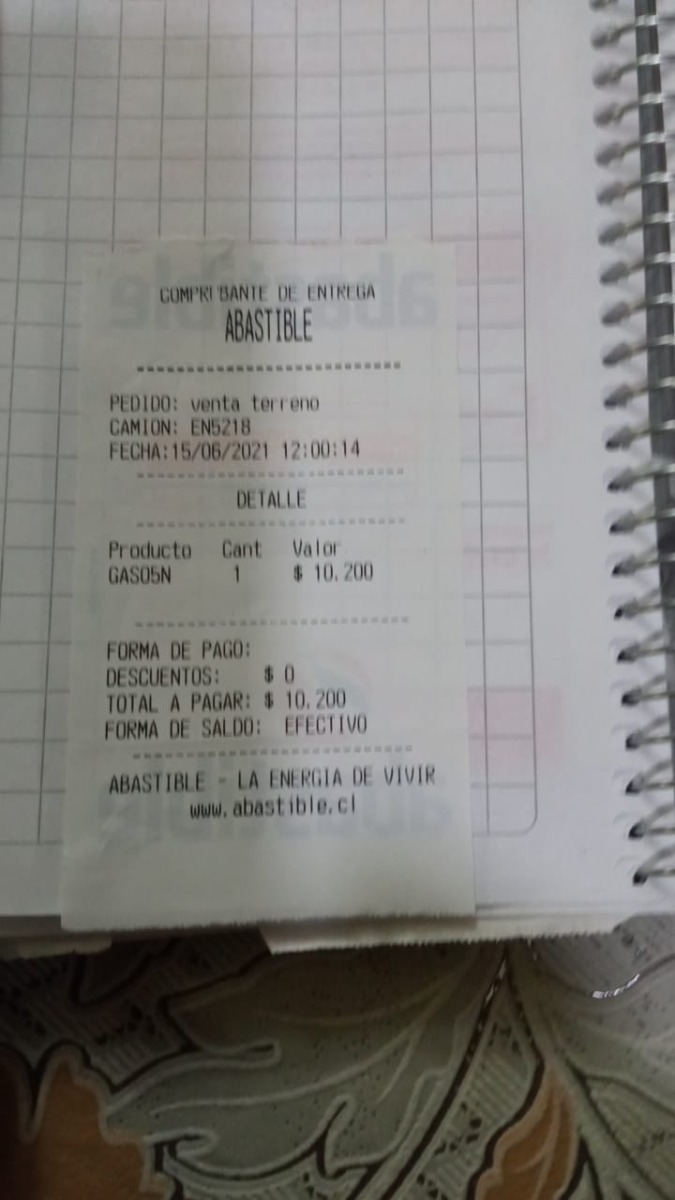 COMPROBANTE DE ENTREGA
ABASTIBLE
PEDIDO: venta terreno
CAMION: EN5218
FECHA:15/06/2021 12:00:14
DETALLE
Producto Cant Valor
GAS05N 1 $ 10.200
FORMA DE PAGO:
DESCUENTOS: $ 0
TOTAL A PAGAR: $ 10.200
FORMA DE SALDO: EFECTIVO
ABASTIBLE - LA ENERGIA DE VIVIR
www.abastible.cl